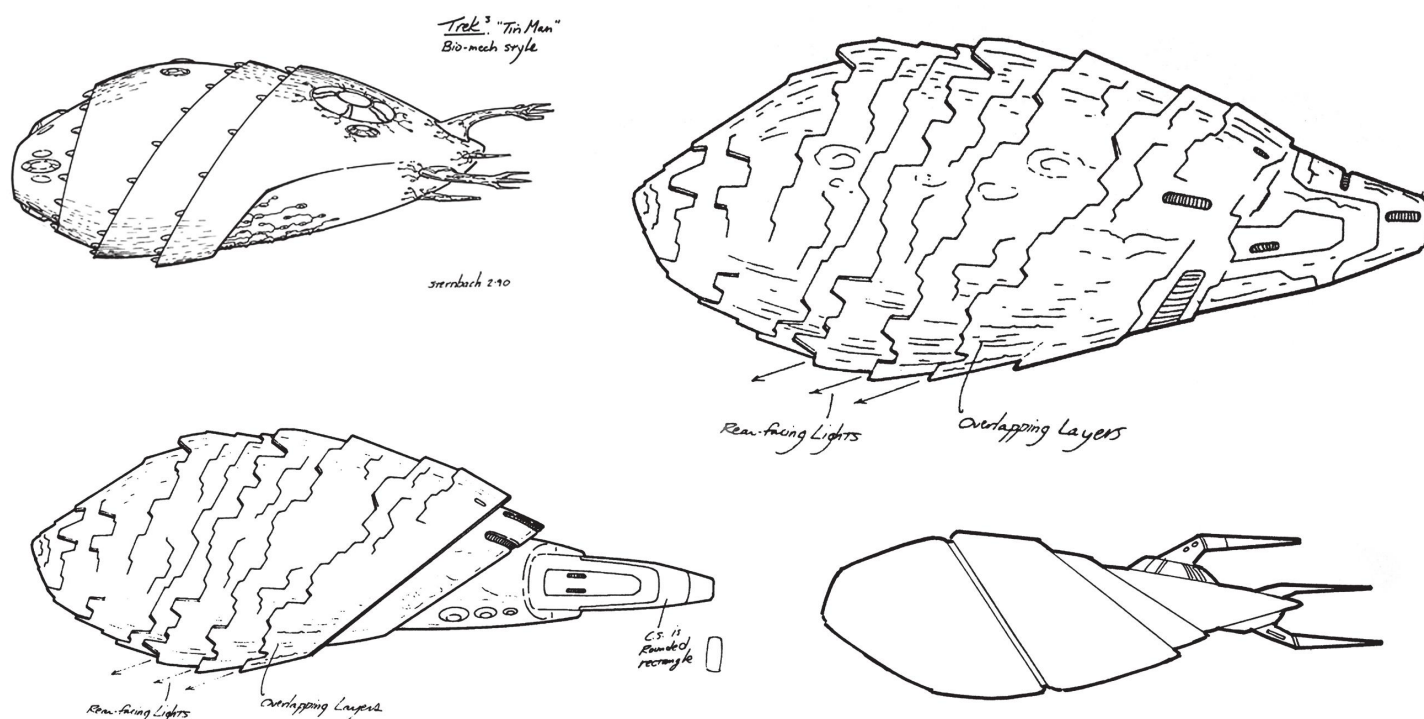 Trek³: "Tin Man"
Bio-mech style
sternbach 2·90
Rear-facing Lights
Overlapping Layers
C.S. is
Rounded
rectangle
Rear-facing Lights
Overlapping Layers